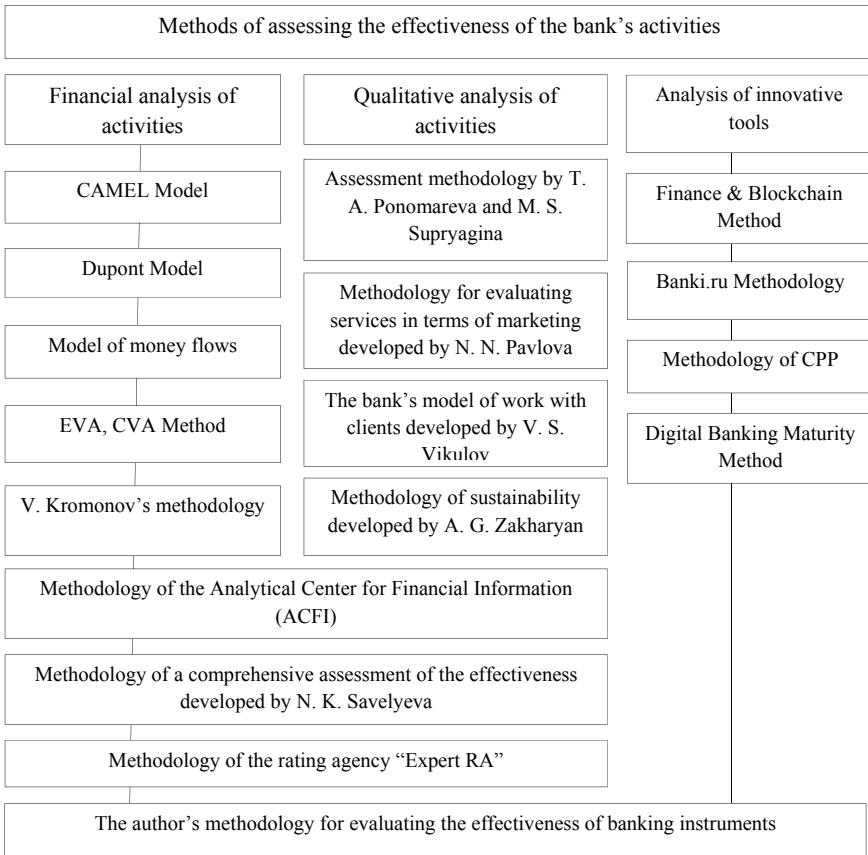 Methods of assessing the effectiveness of the bank’s activities
Financial analysis of
activities
CAMEL Model
Dupont Model
Model of money flows
EVA, CVA Method
V. Kromonov’s methodology
Qualitative analysis of
activities
Assessment methodology by T.
A. Ponomareva and M. S.
Supryagina
Methodology for evaluating
services in terms of marketing
developed by N. N. Pavlova
The bank’s model of work with
clients developed by V. S.
Vikulov
Methodology of sustainability
developed by A. G. Zakharyan
Analysis of innovative
tools
Finance & Blockchain
Method
Banki.ru Methodology
Methodology of CPP
Digital Banking Maturity
Method
Methodology of the Analytical Center for Financial Information
(ACFI)
Methodology of a comprehensive assessment of the effectiveness
developed by N. K. Savelyeva
Methodology of the rating agency “Expert RA”
The author’s methodology for evaluating the effectiveness of banking instruments